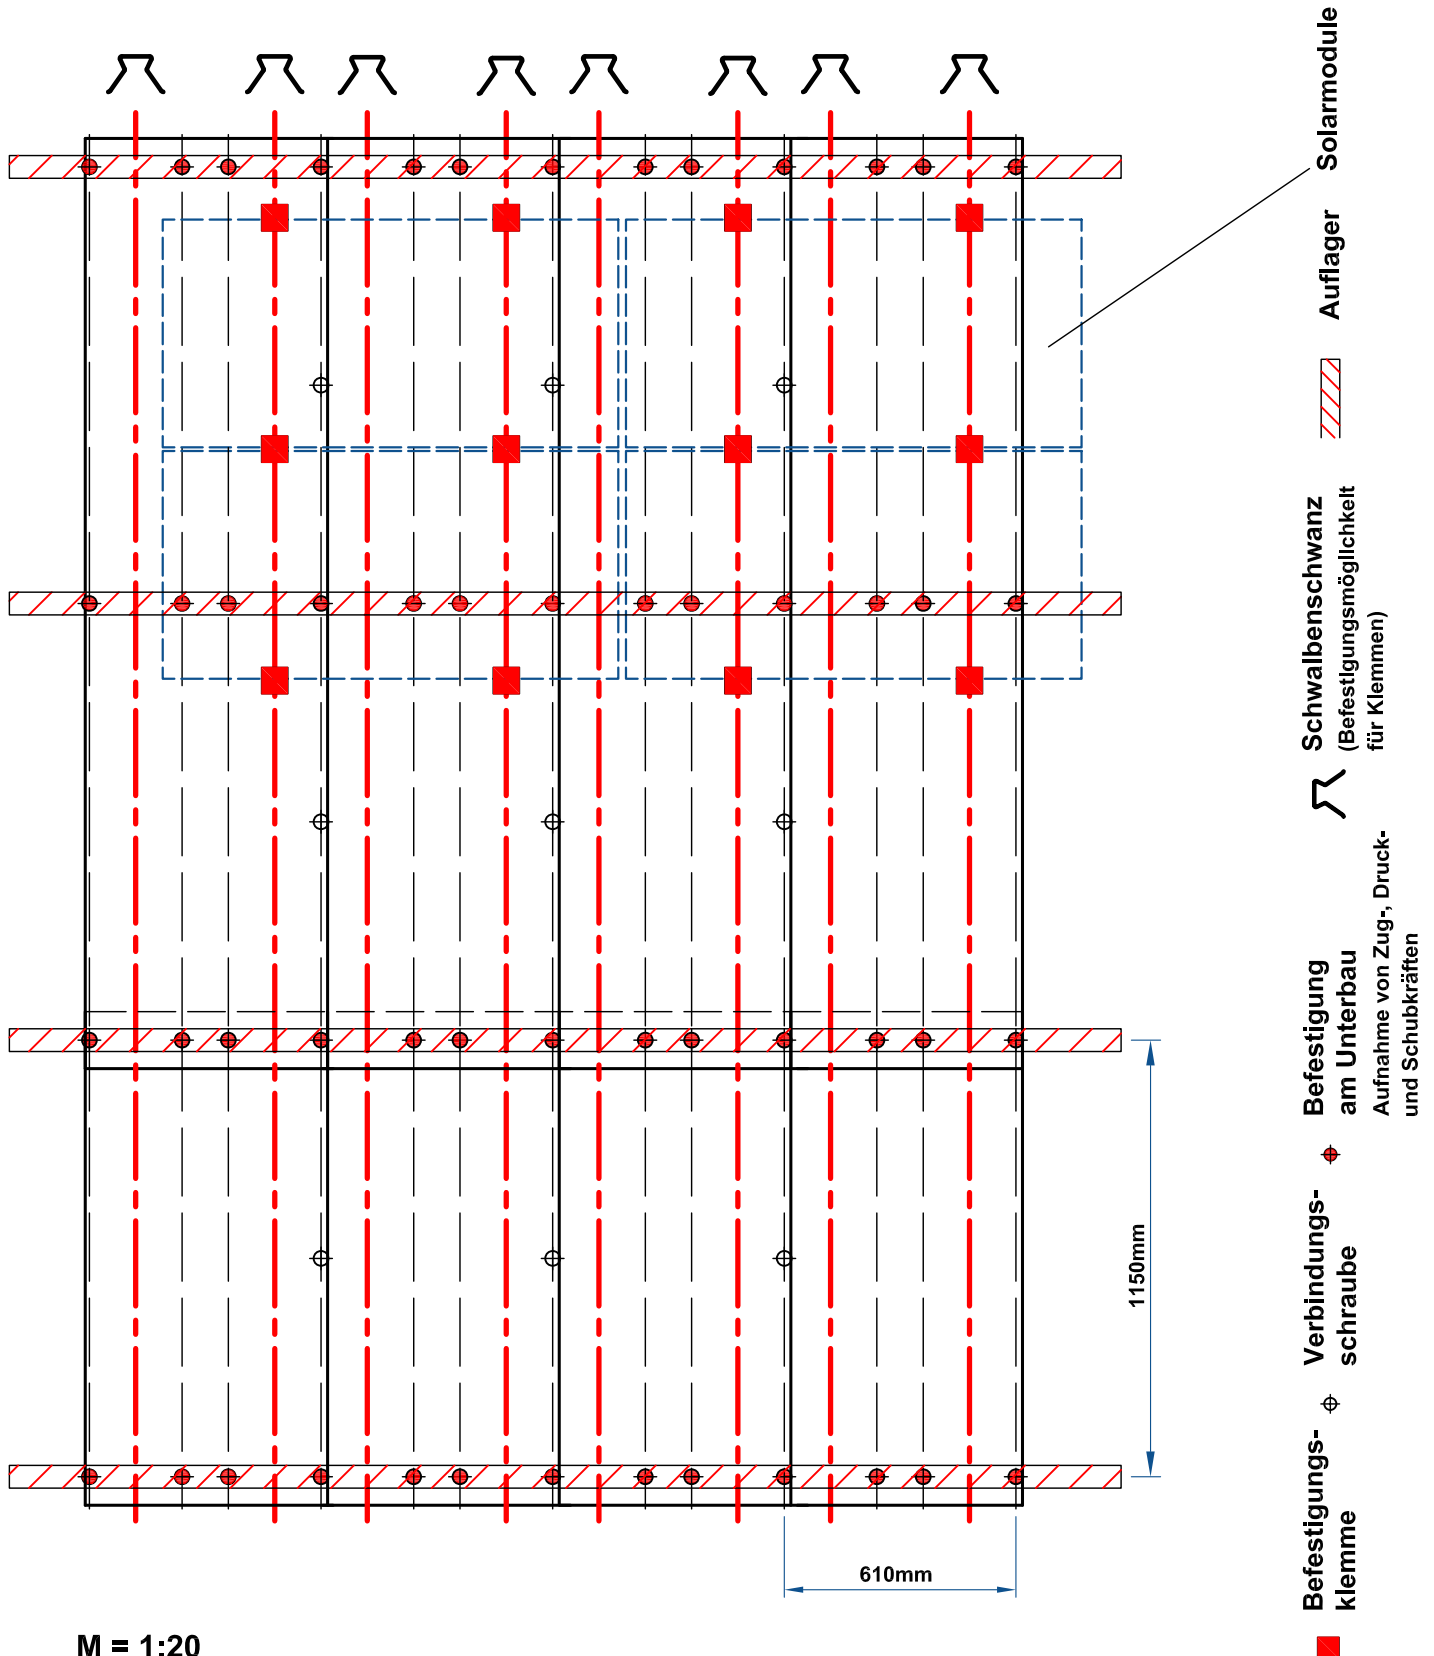 Befestigungs-
klemme
Verbindungs-
schraube
Befestigung
am Unterbau
Aufnahme von Zug-, Druck-
und Schubkräften
Schwalbenschwanz
(Befestigungsmöglichkeit
für Klemmen)
Auflager
Solarmodule
1150mm
610mm
M = 1:20